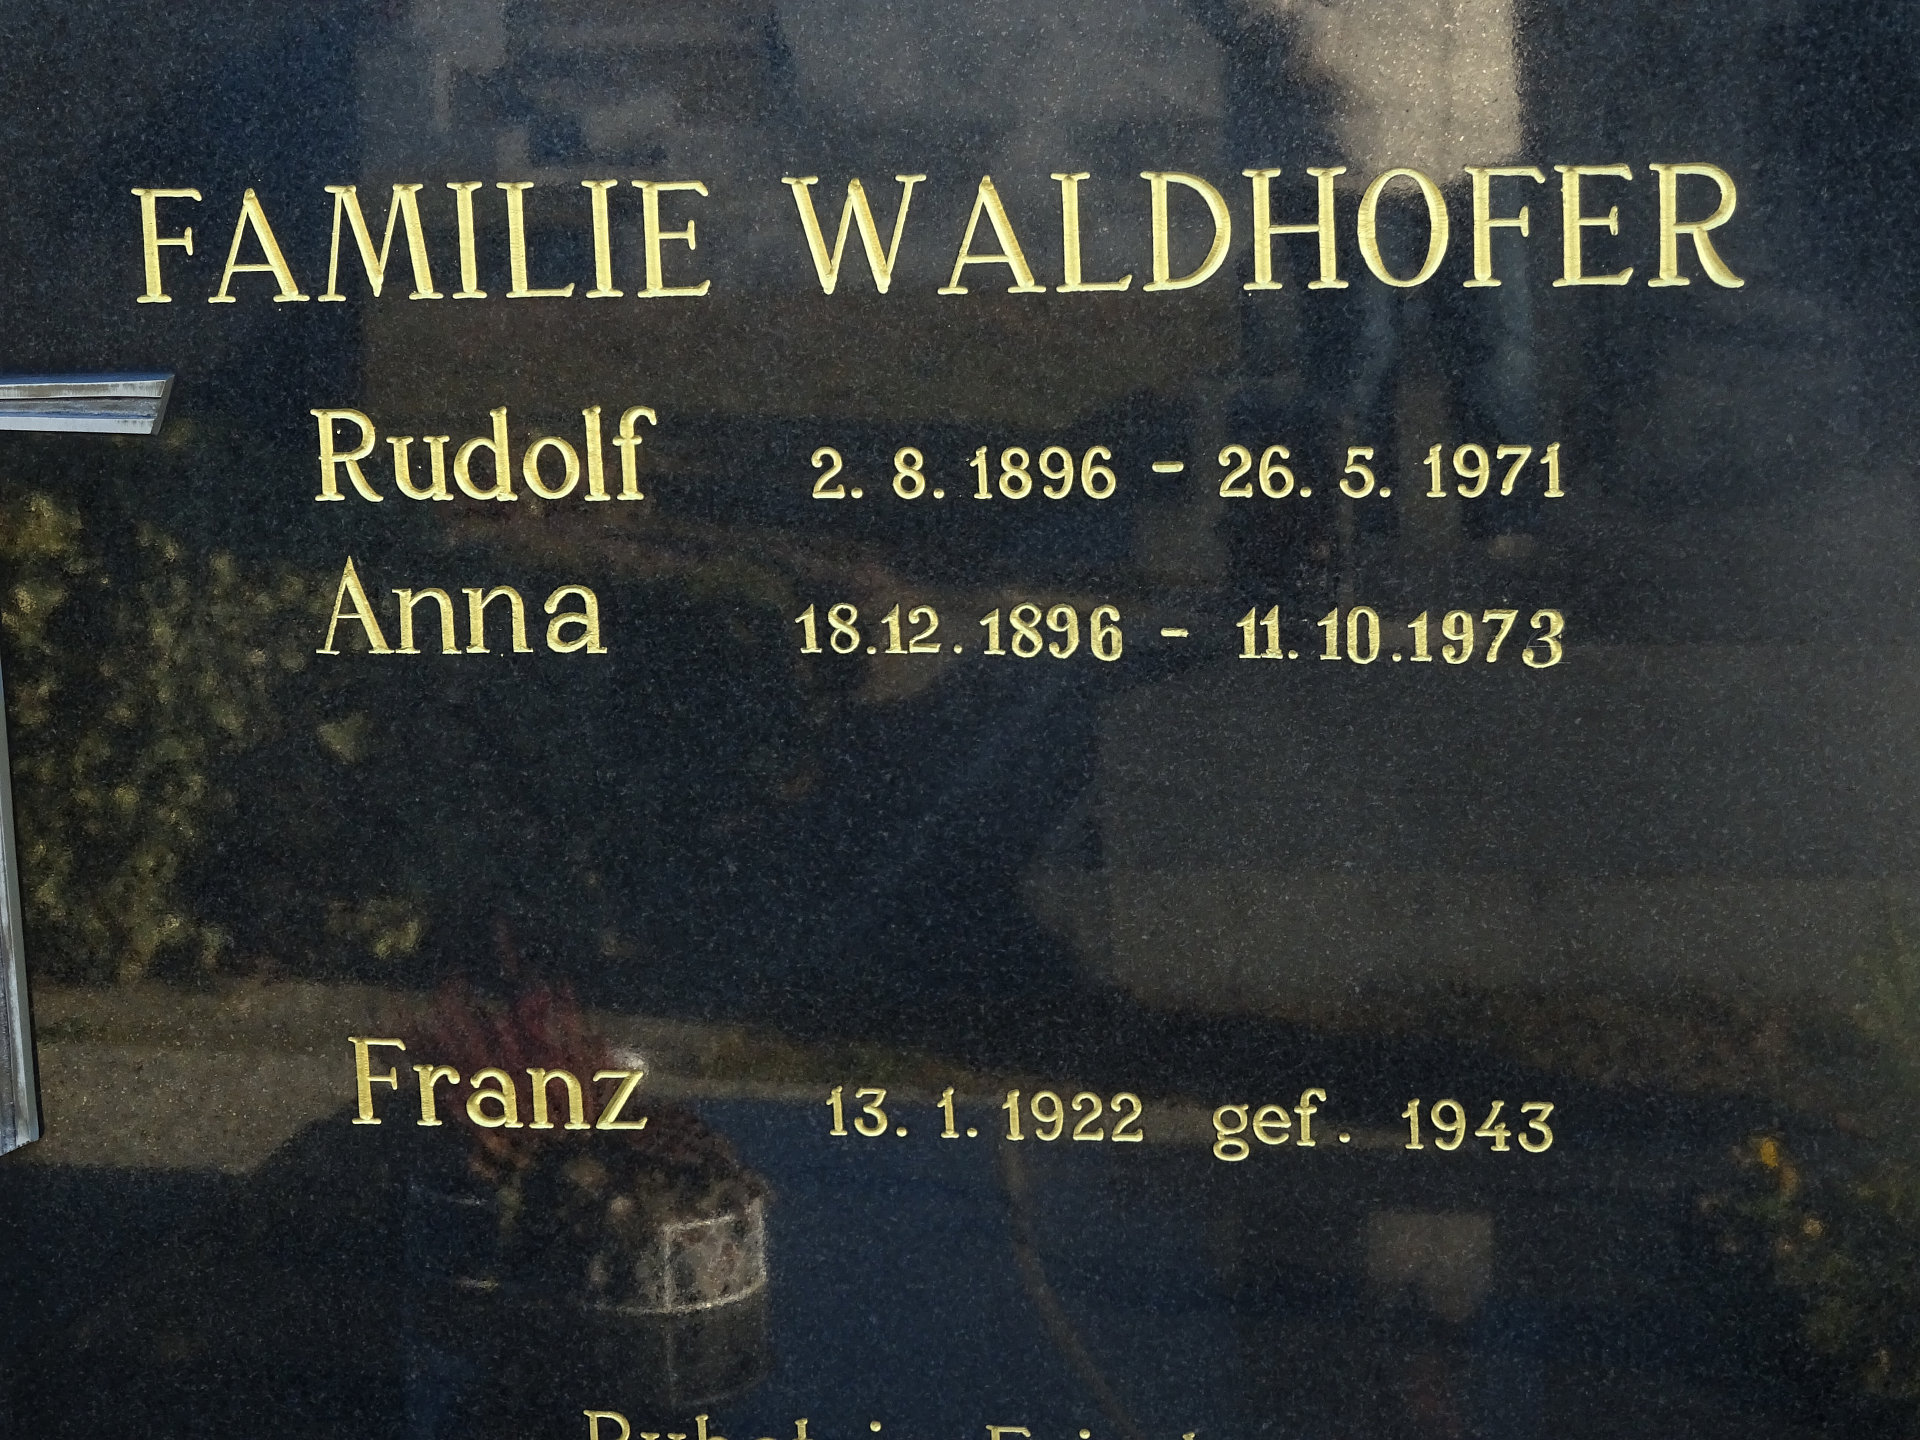 FAMILIE WALDHOFER
Rudolf 2. 8. 1896 - 26. 5. 1971
Anna 18.12.1896 - 11.10.1973
Franz 13. 1. 1922 gef. 1943